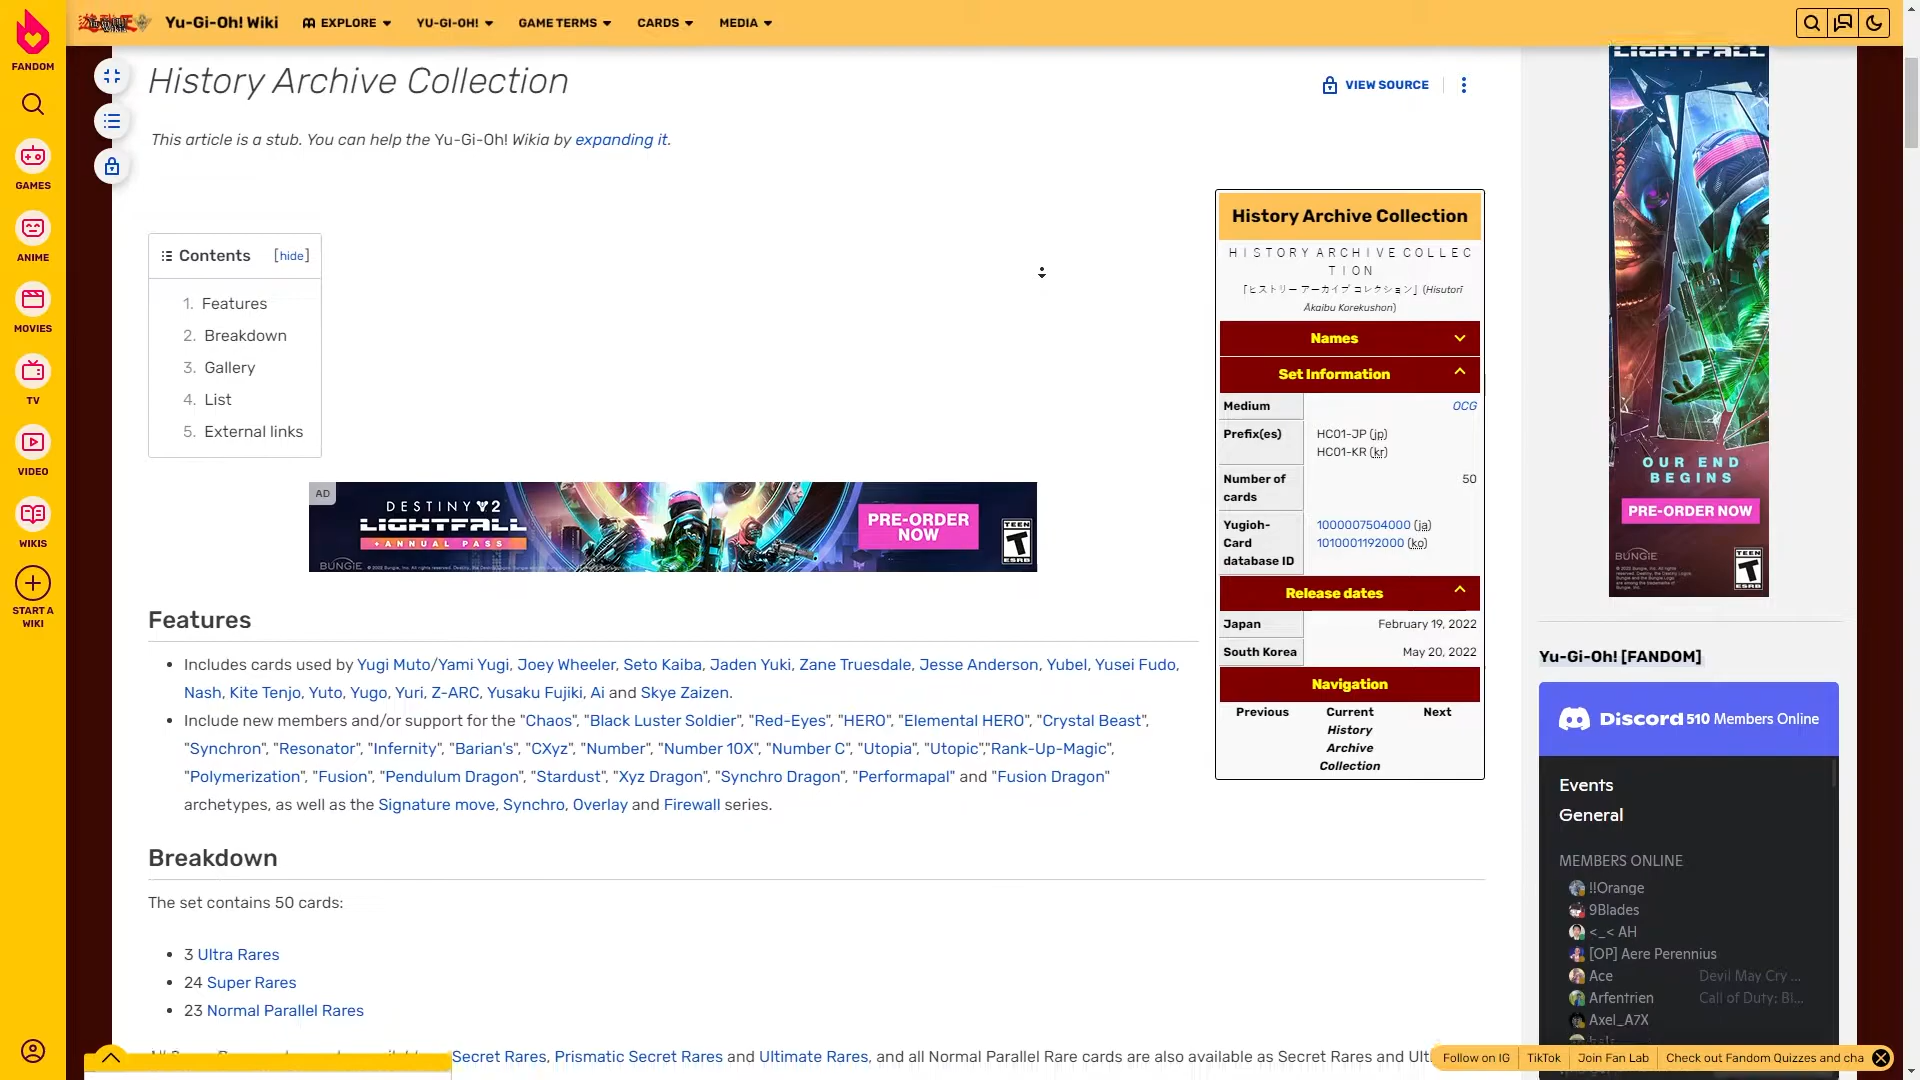 FANDOM
GAMES
ANIME
MOVIES
TV
VIDEO
WIKIS
START A
WIKI
Yu-Gi-Oh! Wiki
EXPLORE
YU-GI-OH!
GAME TERMS
CARDS
MEDIA
History Archive Collection
VIEW SOURCE
This article is a stub. You can help the Yu-Gi-Oh! Wikia by expanding it.
Contents [hide]
1. Features
2. Breakdown
3. Gallery
4. List
5. External links
AD
DESTINY 2
LIGHTFALL
+ ANNUAL PASS
BUNGIE
PRE-ORDER
NOW
TEEN
T
ESRB
Features
Includes cards used by Yugi Muto/Yami Yugi, Joey Wheeler, Seto Kaiba, Jaden Yuki, Zane Truesdale, Jesse Anderson, Yubel, Yusei Fudo,
Nash, Kite Tenjo, Yuto, Yugo, Yuri, Z-ARC, Yusaku Fujiki, Ai and Skye Zaizen.
Include new members and/or support for the "Chaos", "Black Luster Soldier", "Red-Eyes", "HERO", "Elemental HERO", "Crystal Beast",
"Synchron", "Resonator", "Infernity", "Barian's", "CXyz", "Number", "Number 10X", "Number C", "Utopia", "Utopic","Rank-Up-Magic",
"Polymerization", "Fusion", "Pendulum Dragon", "Stardust", "Xyz Dragon", "Synchro Dragon", "Performapal" and "Fusion Dragon"
archetypes, as well as the Signature move, Synchro, Overlay and Firewall series.
Breakdown
The set contains 50 cards:
3 Ultra Rares
24 Super Rares
23 Normal Parallel Rares
Secret Rares, Prismatic Secret Rares and Ultimate Rares, and all Normal Parallel Rare cards are also available as Secret Rares and Ult
History Archive Collection
ＨＩＳＴＯＲＹ ＡＲＣＨＩＶＥ ＣＯＬＬＥＣ
ＴＩＯＮ
「ヒストリー アーカイブ コレクション」 (Hisutorī
Ākaibu Korekushon)
Names
Set Information
Medium OCG
Prefix(es) HC01-JP (jp)
HC01-KR (kr)
Number of
cards 50
Yugioh-
Card
database ID
1000007504000 (ja)
1010001192000 (ko)
Release dates
Japan February 19, 2022
South Korea May 20, 2022
Navigation
Previous Current Next
History
Archive
Collection
LIGHTFALL
OUR END
BEGINS
PRE-ORDER NOW
BUNGIE
TEEN
T
ESRB
Yu-Gi-Oh! [FANDOM]
Discord 510 Members Online
Events
General
MEMBERS ONLINE
!!Orange
9Blades
<_< AH
[OP] Aere Perennius
Ace Devil May Cry ...
Arfentrien Call of Duty: Bl...
Axel_A7X
Follow on IG
TikTok
Join Fan Lab
Check out Fandom Quizzes and cha